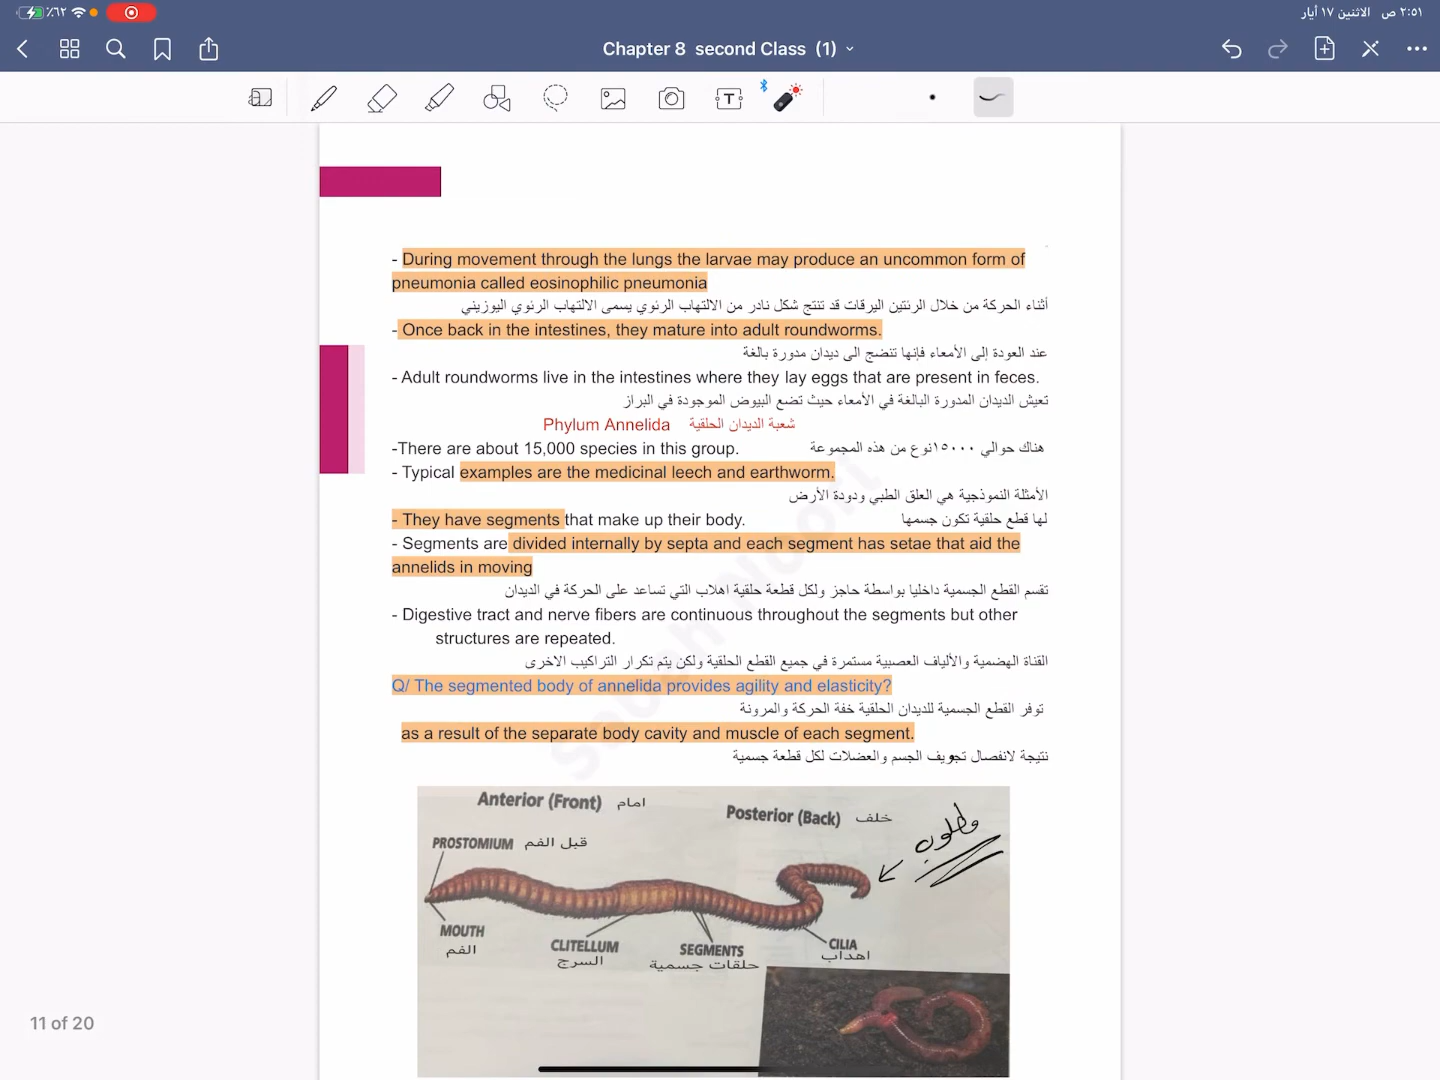 ٪٦٢
٢:٥١ ص الاثنين ١٧ أيار
Chapter 8 second Class (1)
T
- During movement through the lungs the larvae may produce an uncommon form of
pneumonia called eosinophilic pneumonia
أثناء الحركة من خلال الرئتين اليرقات قد تنتج شكل نادر من الالتهاب الرئوي يسمى الالتهاب الرئوي اليوزيني
- Once back in the intestines, they mature into adult roundworms.
عند العودة إلى الأمعاء فإنها تنضج الى ديدان مدورة بالغة
- Adult roundworms live in the intestines where they lay eggs that are present in feces.
تعيش الديدان المدورة البالغة في الأمعاء حيث تضع البيوض الموجودة في البراز
Phylum Annelida شعبة الديدان الحلقية
-There are about 15,000 species in this group. هناك حوالي ١٥٠٠٠نوع من هذه المجموعة
- Typical examples are the medicinal leech and earthworm.
الأمثلة النموذجية هي العلق الطبي ودودة الأرض
- They have segments that make up their body. لها قطع حلقية تكون جسمها
- Segments are divided internally by septa and each segment has setae that aid the
annelids in moving
تقسم القطع الجسمية داخليا بواسطة حاجز ولكل قطعة حلقية اهلاب التي تساعد على الحركة في الديدان
- Digestive tract and nerve fibers are continuous throughout the segments but other
structures are repeated.
القناة الهضمية والألياف العصبية مستمرة في جميع القطع الحلقية ولكن يتم تكرار التراكيب الاخرى
Q/ The segmented body of annelida provides agility and elasticity?
توفر القطع الجسمية للديدان الحلقية خفة الحركة والمرونة
as a result of the separate body cavity and muscle of each segment.
نتيجة لانفصال تجويف الجسم والعضلات لكل قطعة جسمية
Anterior (Front) امام
Posterior (Back) خلف
مطلوب
PROSTOMIUM قبل الفم
MOUTH
الفم
CLITELLUM
السرج
SEGMENTS
حلقات جسمية
CILIA
اهداب
11 of 20